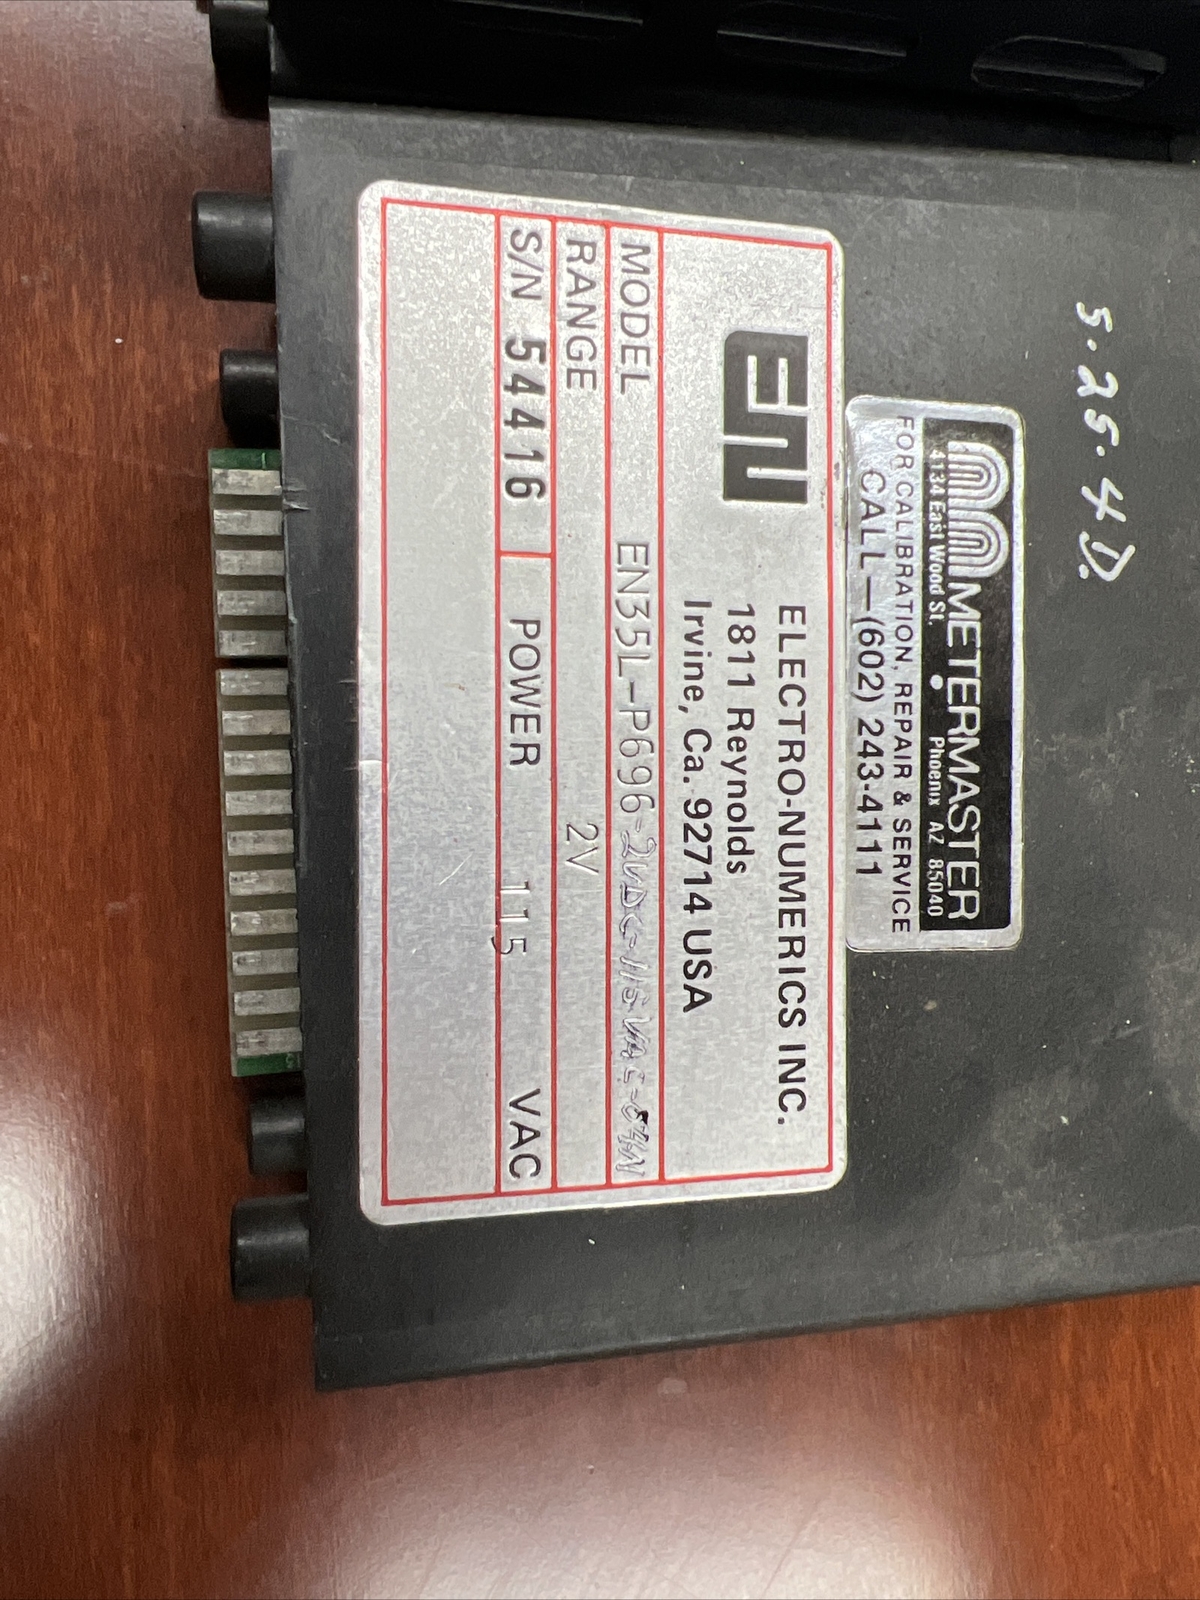 5.25.4D.
METERMASTER
4134 East Wood St. • Phoenix AZ 85040
FOR CALIBRATION, REPAIR & SERVICE
CALL—(602) 243-4111
EN
ELECTRO-NUMERICS INC.
1811 Reynolds
Irvine, Ca. 92714 USA
MODEL EN35L-P696-2VDC-115VAC-
RANGE 2V
S/N 54416 POWER 115 VAC